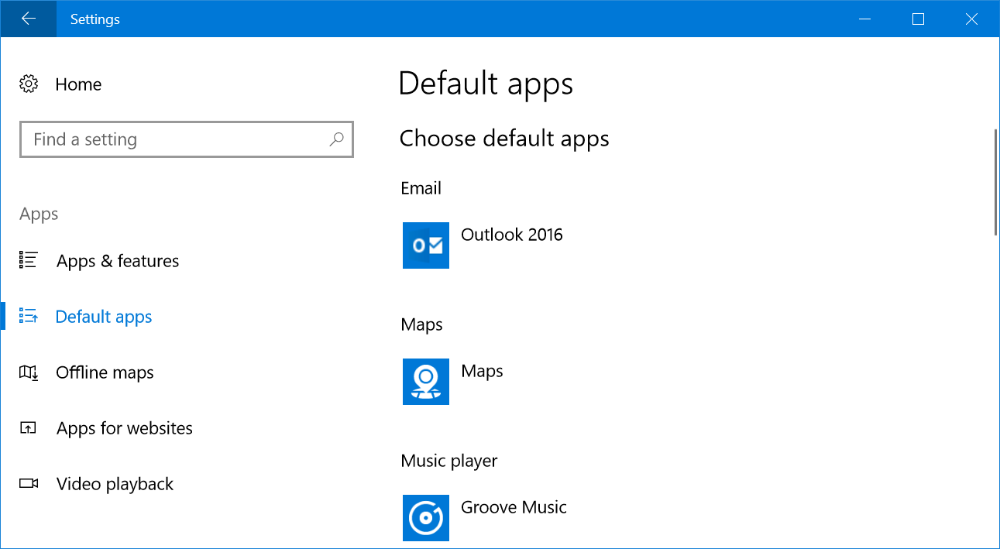 Settings
Home
Find a setting
Apps
Apps & features
Default apps
Offline maps
Apps for websites
Video playback
Default apps
Choose default apps
Email
Outlook 2016
Maps
Maps
Music player
Groove Music